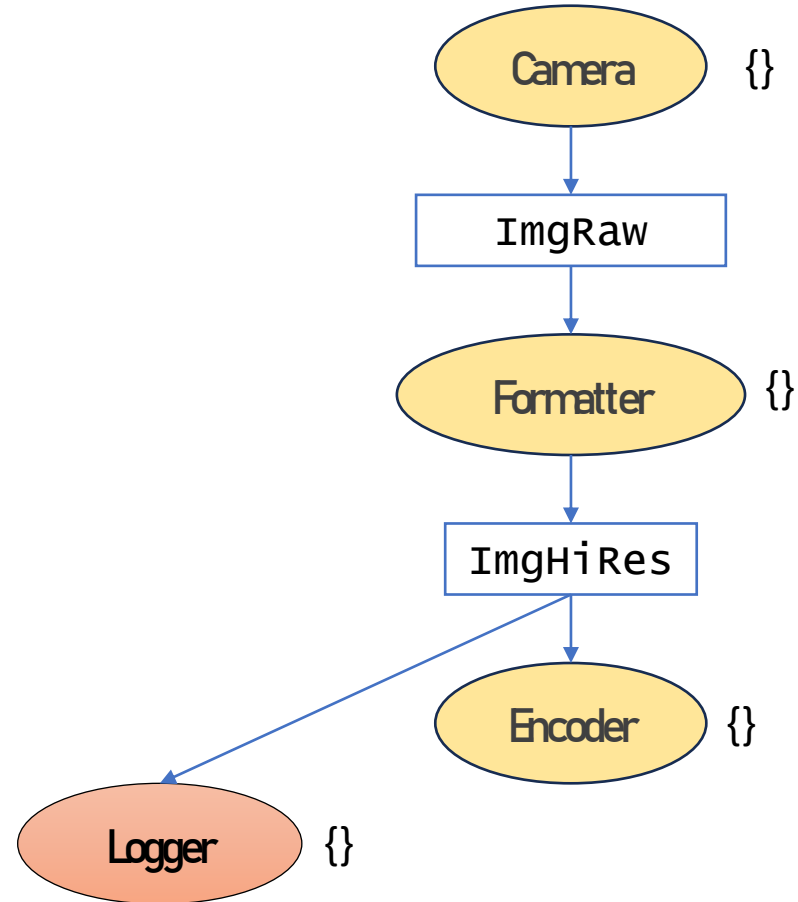 Camera {}
ImgRaw
Formatter {}
ImgHiRes
Encoder {}
Logger {}